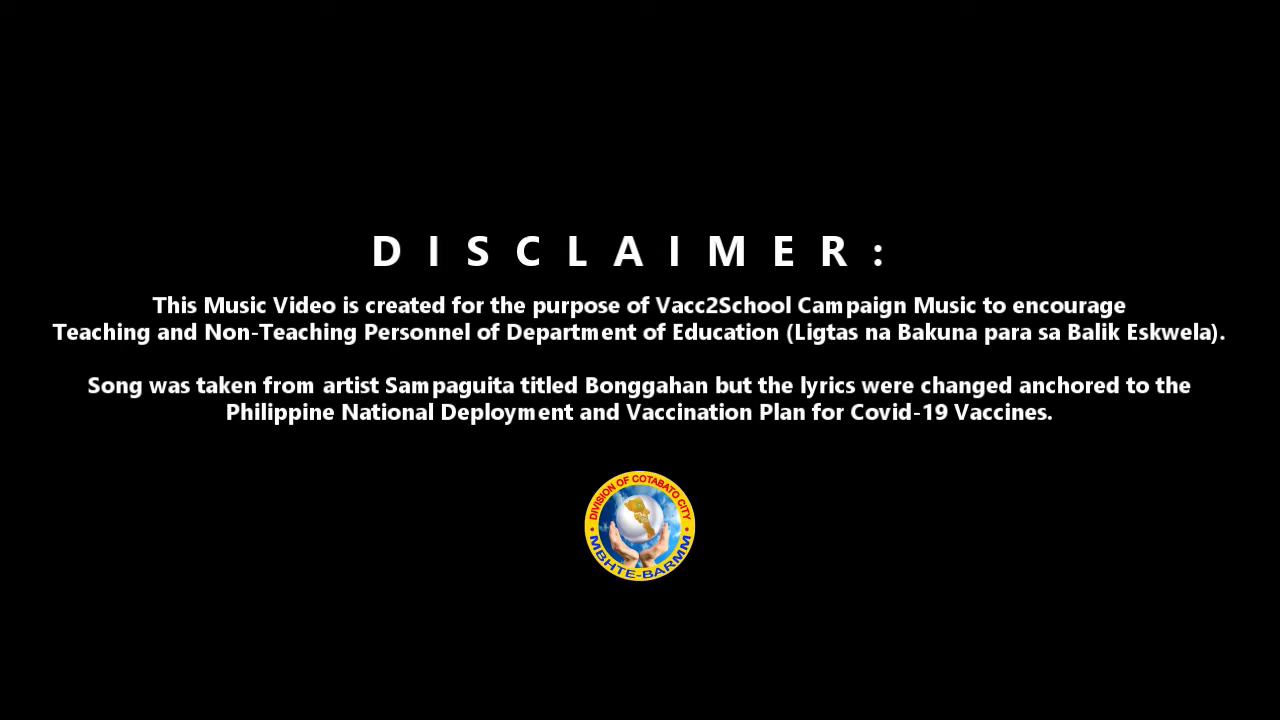 DISCLAIMER:
This Music Video is created for the purpose of Vacc2School Campaign Music to encourage
Teaching and Non-Teaching Personnel of Department of Education (Ligtas na Bakuna para sa Balik Eskwela).
Song was taken from artist Sampaguita titled Bonggahan but the lyrics were changed anchored to the
Philippine National Deployment and Vaccination Plan for Covid-19 Vaccines.
DIVISION OF COTABATO CITY
MBHTE-BARMM